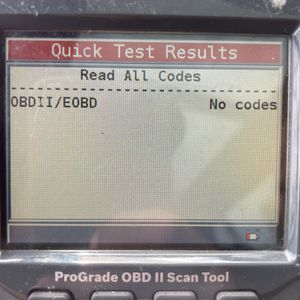 Quick Test Results
Read All Codes
OBDII/EOBD No codes
ProGrade OBD II Scan Tool